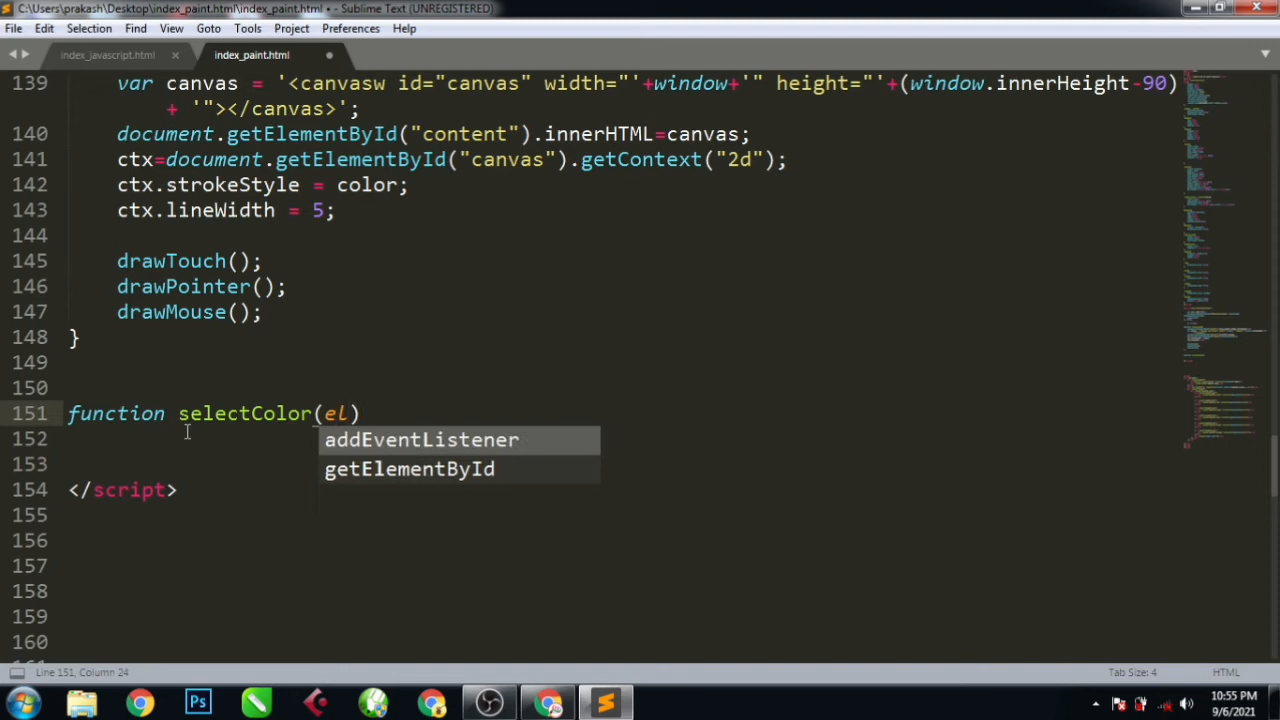 C:\Users\prakash\Desktop\index_paint.html\index_paint.html • - Sublime Text (UNREGISTERED)
File Edit Selection Find View Goto Tools Project Preferences Help
index_javascript.html × index_paint.html
139 var canvas = '<canvasw id="canvas" width="'+window+'" height="'+(window.innerHeight-90)
+ '"></canvas>';
140 document.getElementById("content").innerHTML=canvas;
141 ctx=document.getElementById("canvas").getContext("2d");
142 ctx.strokeStyle = color;
143 ctx.lineWidth = 5;
144
145 drawTouch();
146 drawPointer();
147 drawMouse();
148 }
149
150
151 function selectColor(el)
152 addEventListener
153 getElementById
154 </script>
155
156
157
158
159
160
Line 151, Column 24 Tab Size: 4 HTML
Ps
10:55 PM
9/6/2021